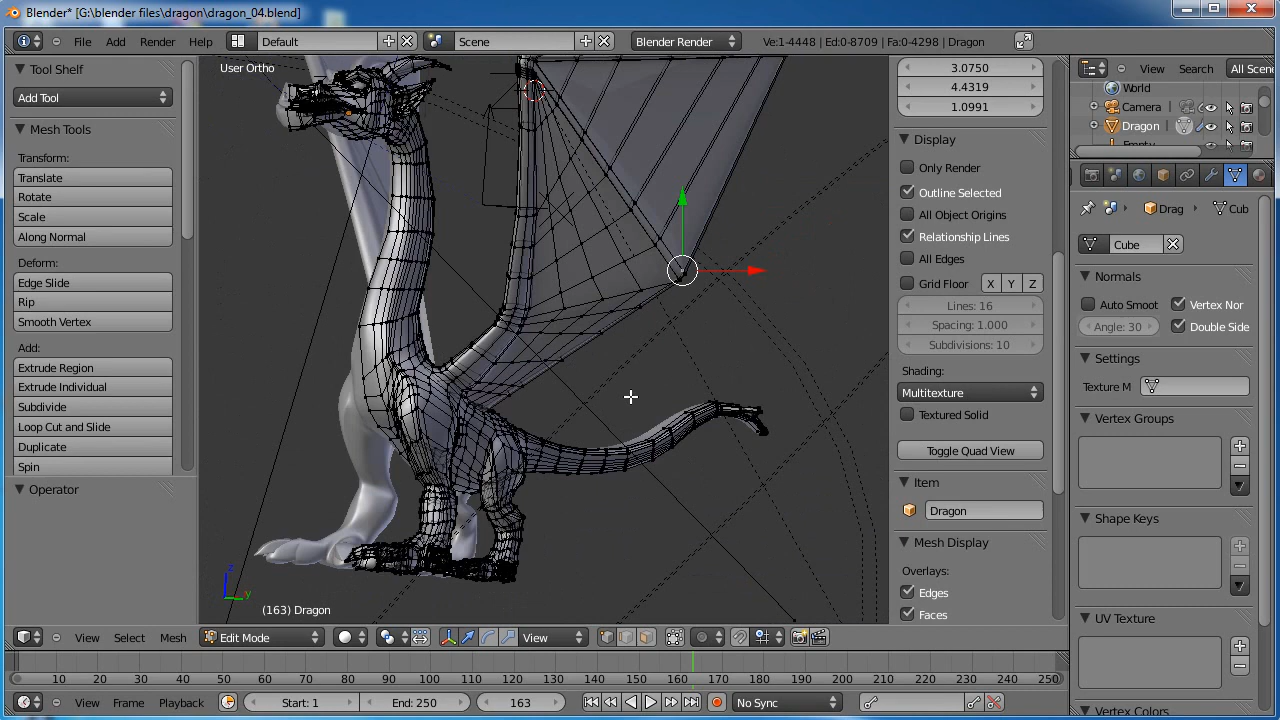 Blender* [G:\blender files\dragon\dragon_04.blend]
File Add Render Help Default Scene Blender Render Ve:1-4448 | Ed:0-8709 | Fa:0-4298 | Dragon View Search All Scene
Tool Shelf
Add Tool
Mesh Tools
Transform:
Translate
Rotate
Scale
Along Normal
Deform:
Edge Slide
Rip
Smooth Vertex
Add:
Extrude Region
Extrude Individual
Subdivide
Loop Cut and Slide
Duplicate
Spin
Operator
User Ortho
z
y
(163) Dragon
3.0750
4.4319
1.0991
Display
Only Render
Outline Selected
All Object Origins
Relationship Lines
All Edges
Grid Floor X Y Z
Lines: 16
Spacing: 1.000
Subdivisions: 10
Shading:
Multitexture
Textured Solid
Toggle Quad View
Item
Dragon
Mesh Display
Overlays:
Edges
Faces
World
Camera
Dragon
Empty
Drag Cub
Cube
Normals
Auto Smoot Vertex Nor
Angle: 30 Double Side
Settings
Texture M
Vertex Groups
Shape Keys
UV Texture
Vertex Colors
View Select Mesh Edit Mode View
10 20 30 40 50 60 70 80 90 100 110 120 130 140 150 160 170 180 190 200 210 220 230 240 250
View Frame Playback Start: 1 End: 250 163 No Sync